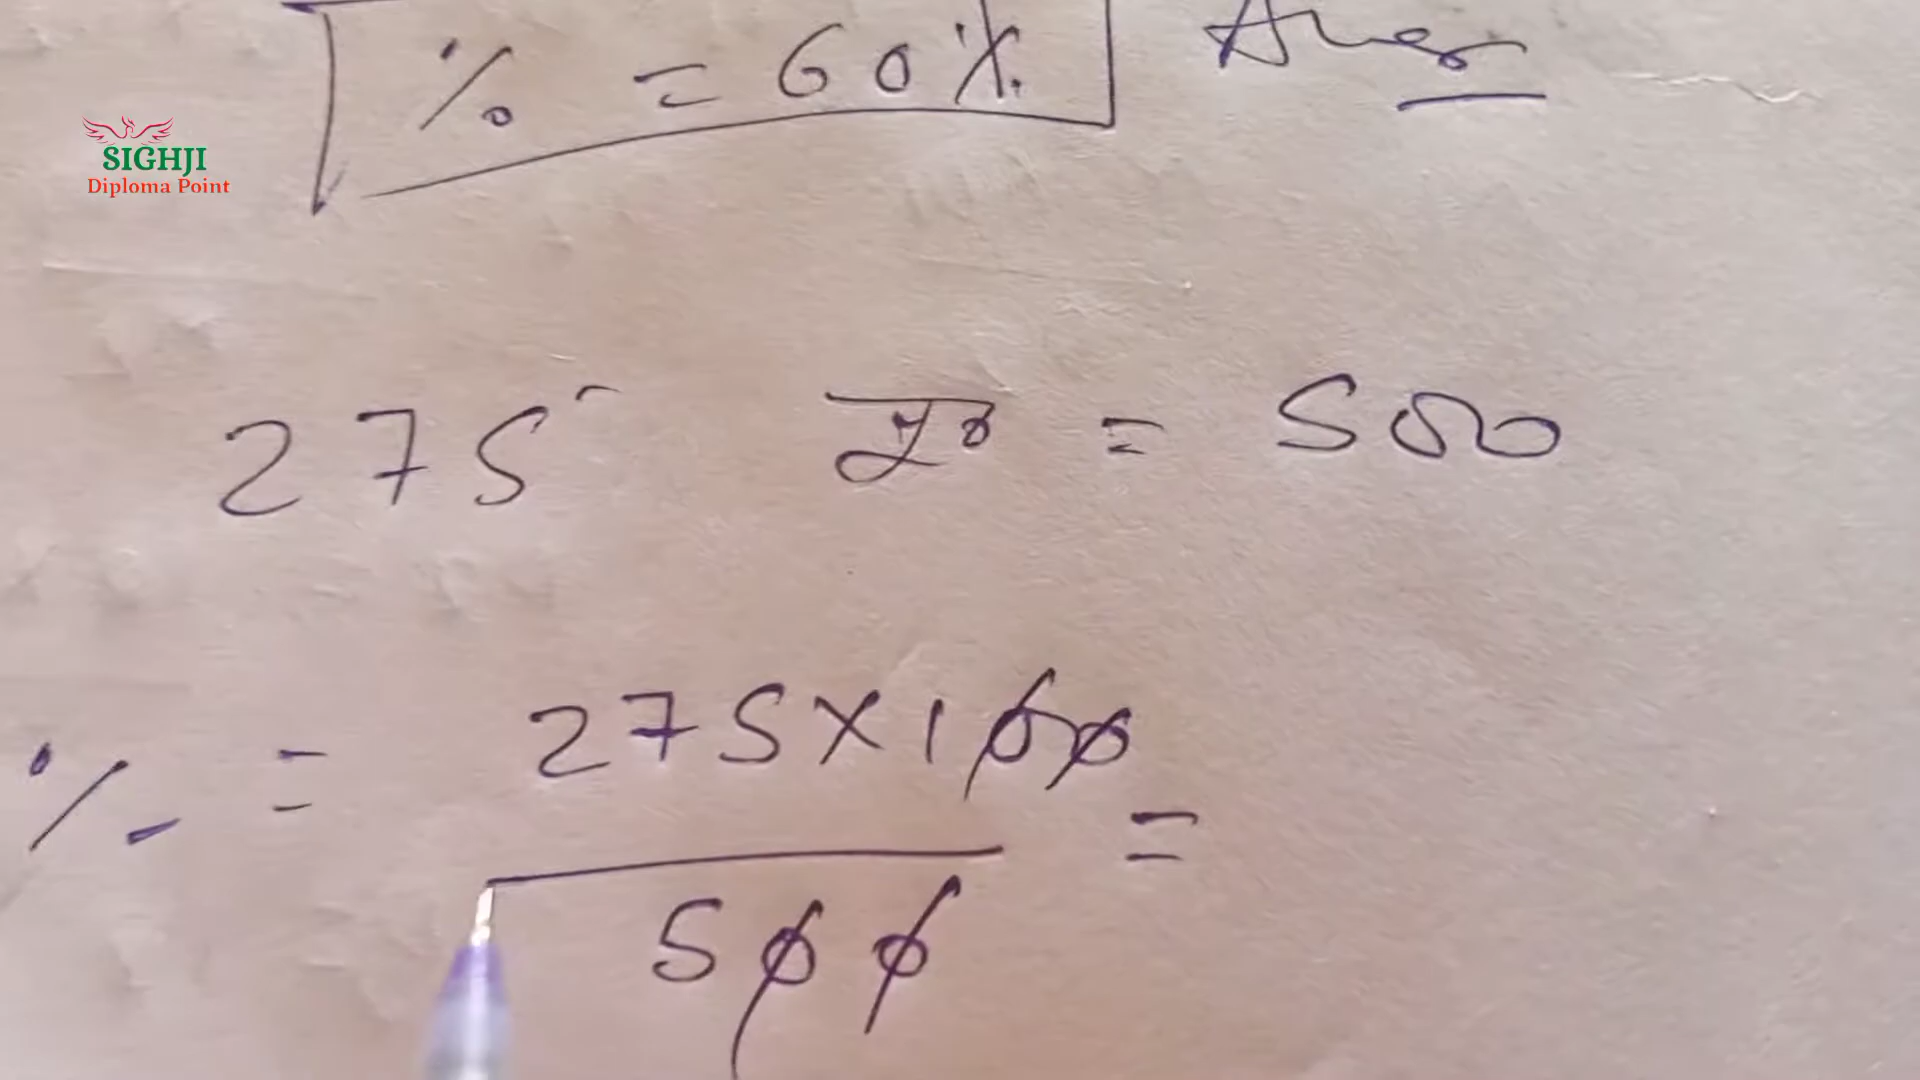 % = 60% Ans
SIGHJI
Diploma Point
275 = 500
% = 275×100 =
500